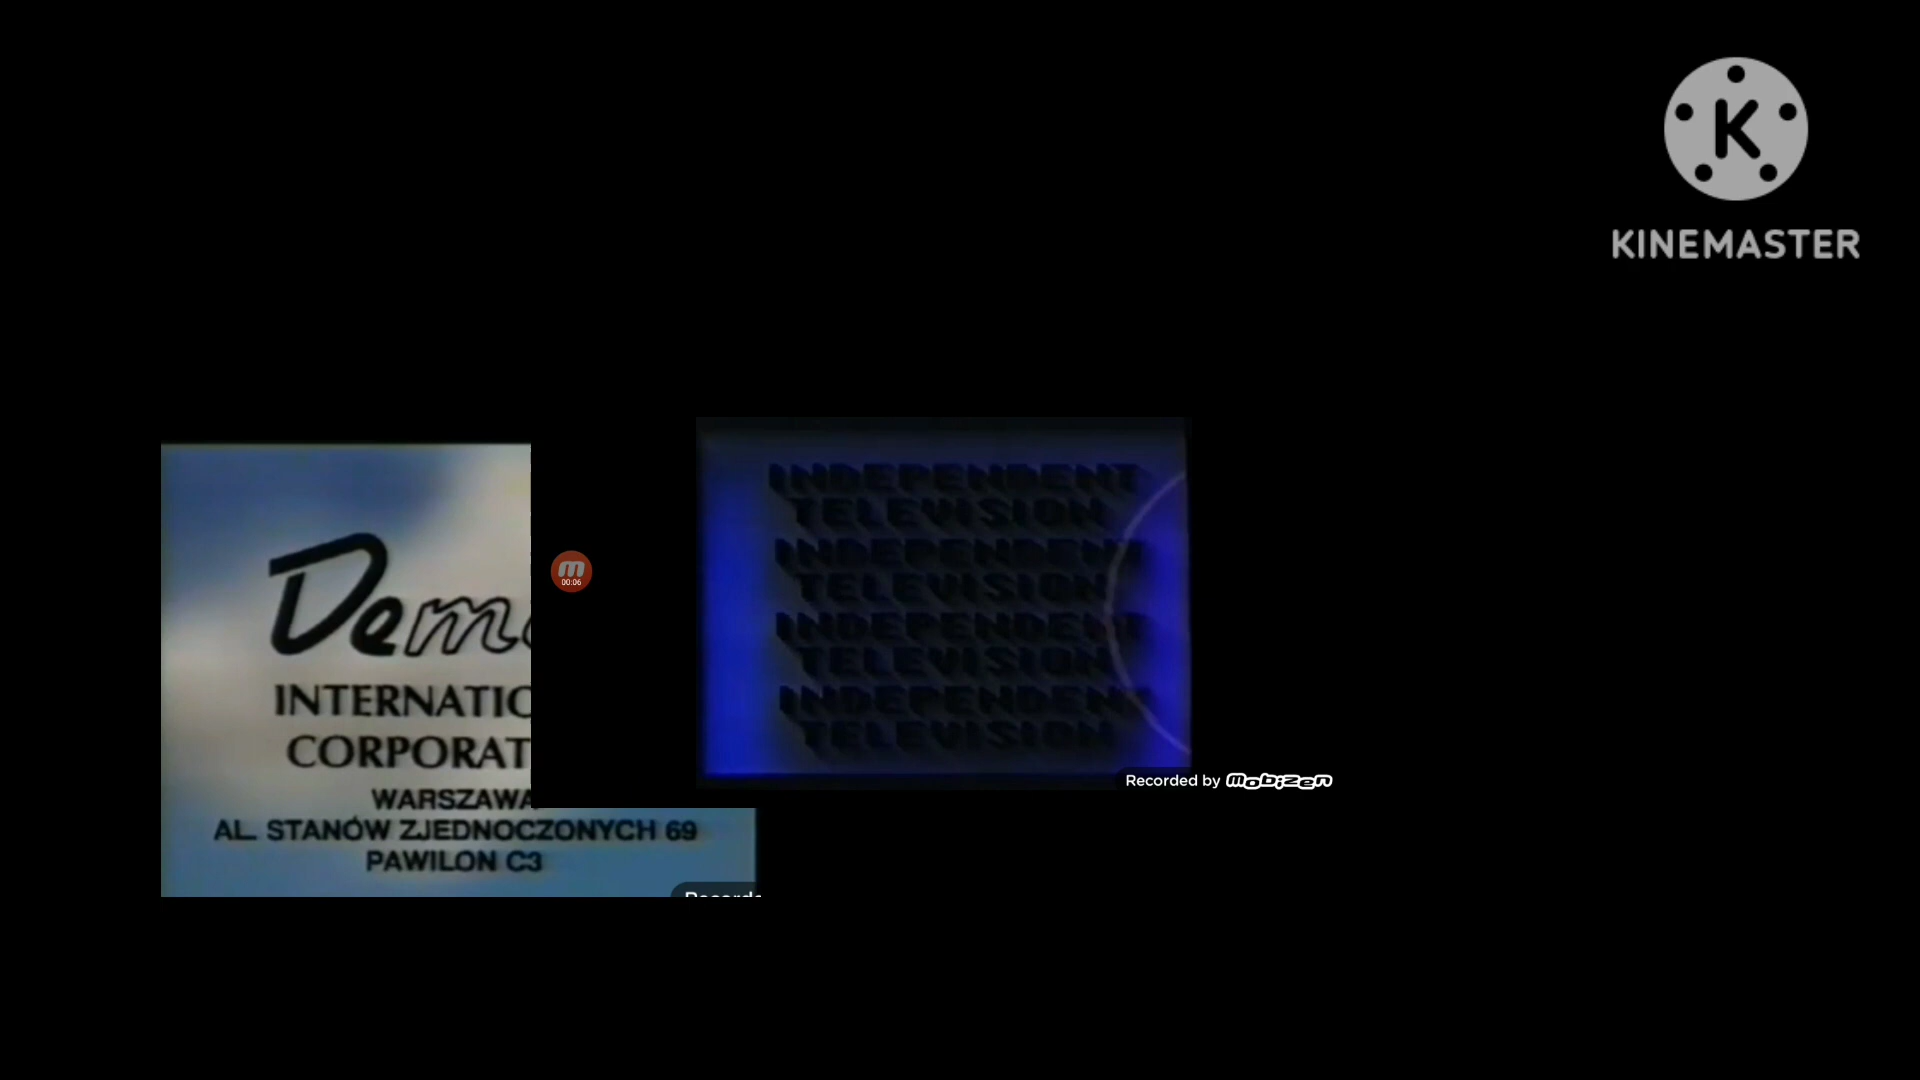 K
KINEMASTER
Dem
INTERNATIO
CORPORAT
WARSZAWA
AL. STANÓW ZJEDNOCZONYCH 69
PAWILON C3
m
00:06
INDEPENDENT
TELEVISION
INDEPENDENT
TELEVISION
INDEPENDENT
TELEVISION
INDEPENDENT
TELEVISION
Recorded by mobizen